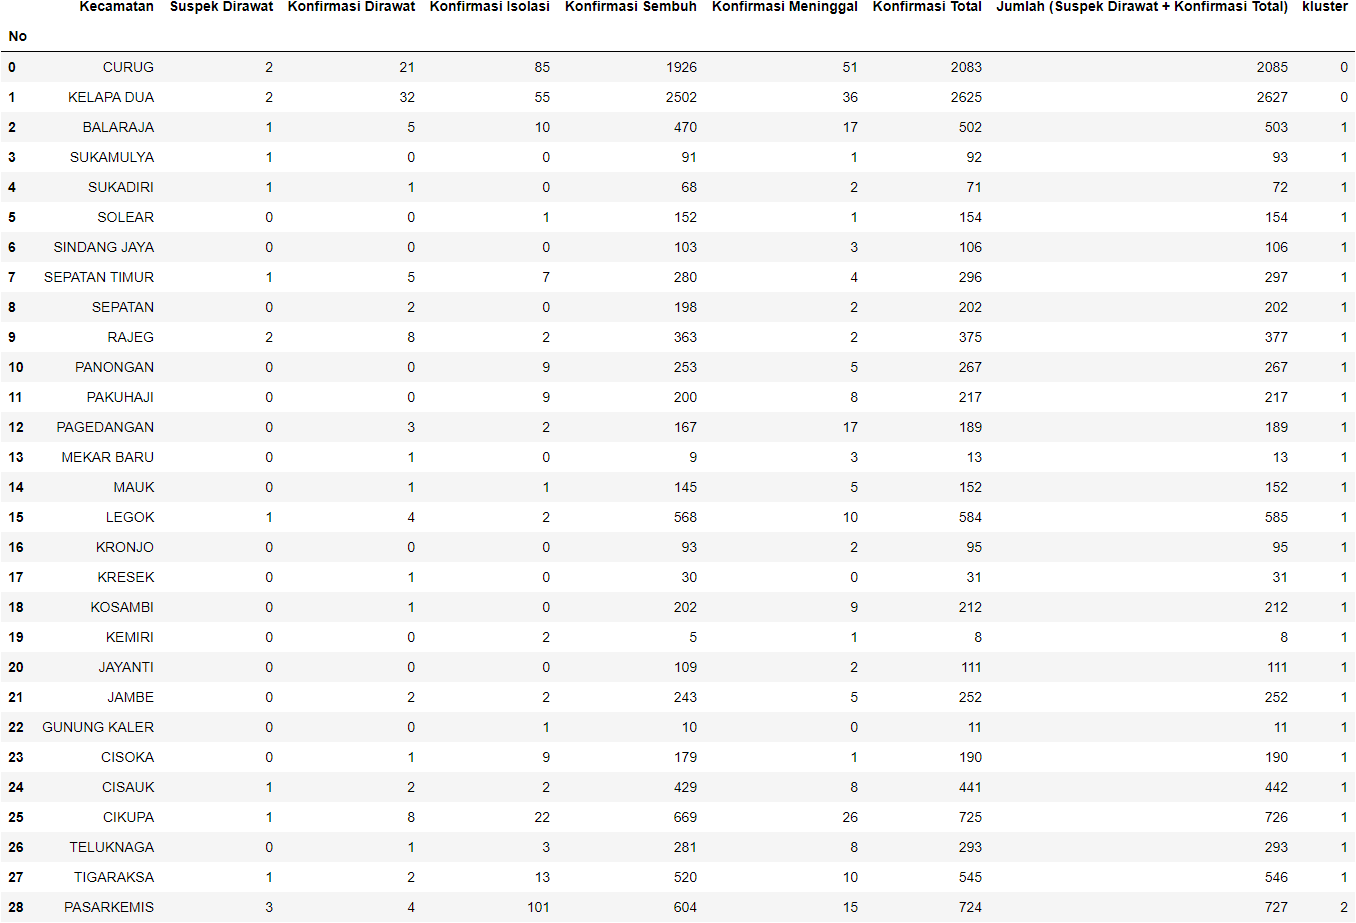 Kecamatan Suspek Dirawat Konfirmasi Dirawat Konfirmasi Isolasi Konfirmasi Sembuh Konfirmasi Meninggal Konfirmasi Total Jumlah (Suspek Dirawat + Konfirmasi Total) kluster
No
0 CURUG 2 21 85 1926 51 2083 2085 0
1 KELAPA DUA 2 32 55 2502 36 2625 2627 0
2 BALARAJA 1 5 10 470 17 502 503 1
3 SUKAMULYA 1 0 0 91 1 92 93 1
4 SUKADIRI 1 1 0 68 2 71 72 1
5 SOLEAR 0 0 1 152 1 154 154 1
6 SINDANG JAYA 0 0 0 103 3 106 106 1
7 SEPATAN TIMUR 1 5 7 280 4 296 297 1
8 SEPATAN 0 2 0 198 2 202 202 1
9 RAJEG 2 8 2 363 2 375 377 1
10 PANONGAN 0 0 9 253 5 267 267 1
11 PAKUHAJI 0 0 9 200 8 217 217 1
12 PAGEDANGAN 0 3 2 167 17 189 189 1
13 MEKAR BARU 0 1 0 9 3 13 13 1
14 MAUK 0 1 1 145 5 152 152 1
15 LEGOK 1 4 2 568 10 584 585 1
16 KRONJO 0 0 0 93 2 95 95 1
17 KRESEK 0 1 0 30 0 31 31 1
18 KOSAMBI 0 1 0 202 9 212 212 1
19 KEMIRI 0 0 2 5 1 8 8 1
20 JAYANTI 0 0 0 109 2 111 111 1
21 JAMBE 0 2 2 243 5 252 252 1
22 GUNUNG KALER 0 0 1 10 0 11 11 1
23 CISOKA 0 1 9 179 1 190 190 1
24 CISAUK 1 2 2 429 8 441 442 1
25 CIKUPA 1 8 22 669 26 725 726 1
26 TELUKNAGA 0 1 3 281 8 293 293 1
27 TIGARAKSA 1 2 13 520 10 545 546 1
28 PASARKEMIS 3 4 101 604 15 724 727 2